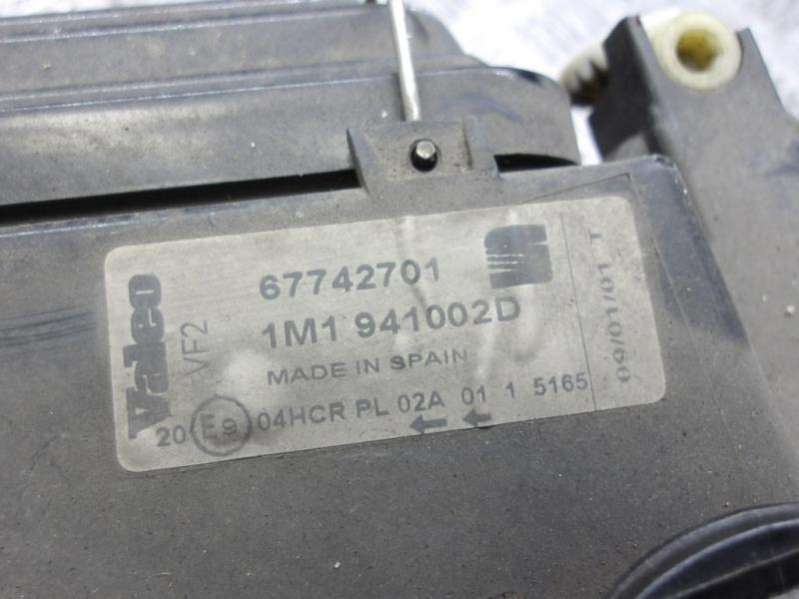 Valeo
VF2
67742701
1M1 941002D
MADE IN SPAIN
20 E9 04HCR PL 02A 01 1 5165
09/01/01 T